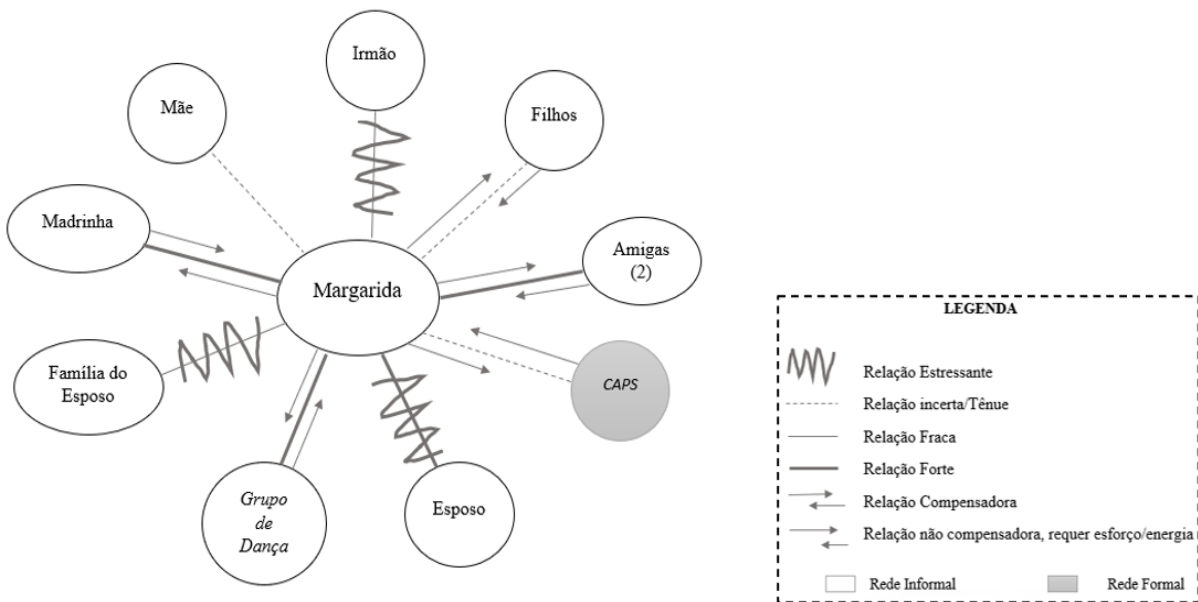 Irmão
Mãe
Filhos
Madrinha
Amigas
(2)
Margarida
Família do
Esposo
CAPS
Grupo
de
Dança
Esposo
LEGENDA
Relação Estressante
Relação incerta/Tênue
Relação Fraca
Relação Forte
Relação Compensadora
Relação não compensadora, requer esforço/energia
Rede Informal
Rede Formal